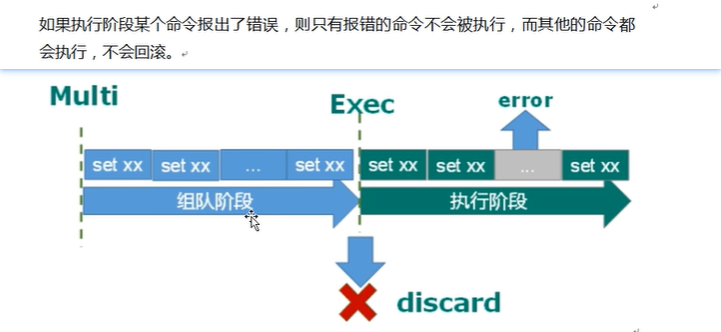 如果执行阶段某个命令报出了错误，则只有报错的命令不会被执行，而其他的命令都
会执行，不会回滚。
Multi
Exec
error
set xx set xx ... set xx set xx set xx ... set xx
组队阶段 执行阶段
discard